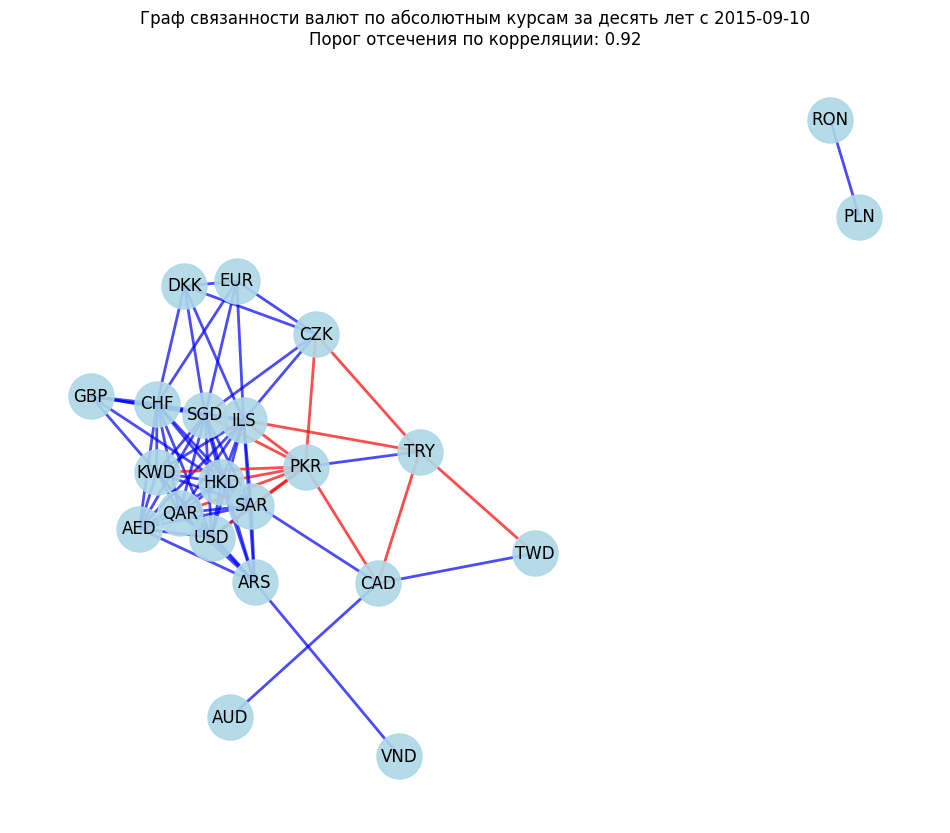 Граф связанности валют по абсолютным курсам за десять лет с 2015-09-10
Порог отсечения по корреляции: 0.92
RON
PLN
DKK
EUR
CZK
GBP
CHF
SGD
ILS
TRY
PKR
KWD
HKD
SAR
QAR
AED
USD
TWD
ARS
CAD
AUD
VND